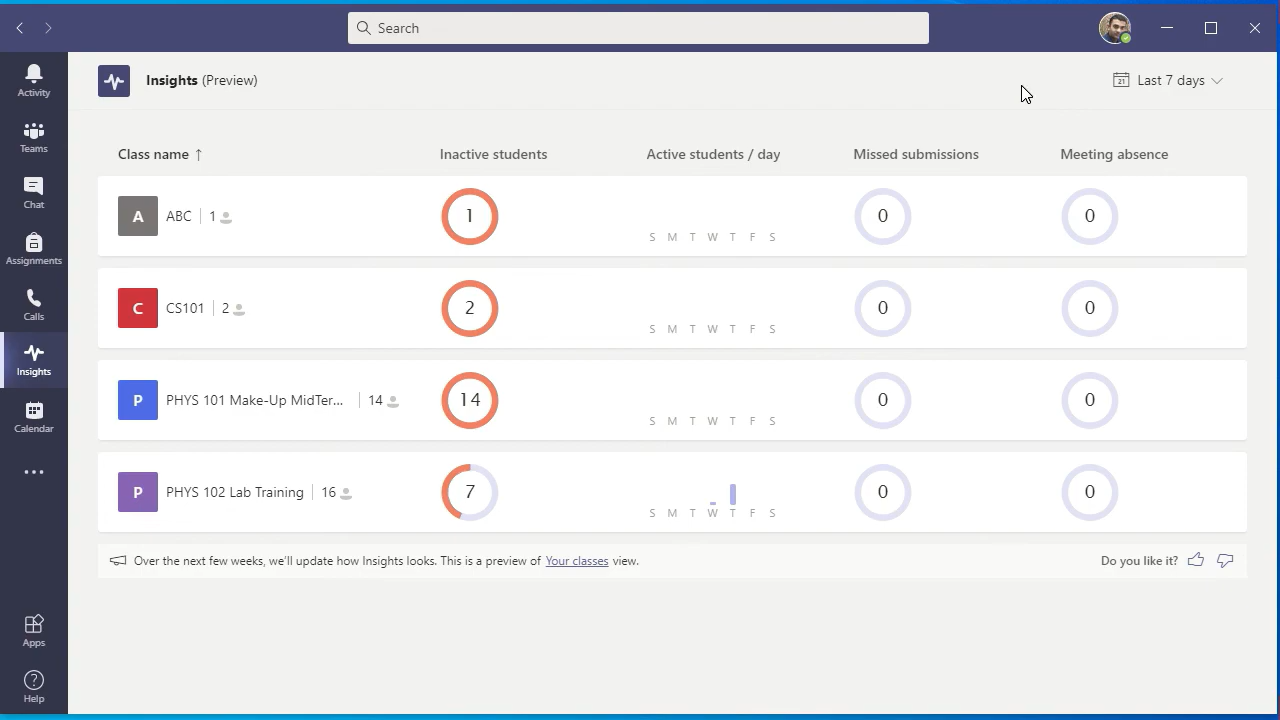 Search
Activity
Teams
Chat
Assignments
Calls
Insights
Calendar
Apps
Help
Insights (Preview)
21 Last 7 days
Class name ↑ Inactive students Active students / day Missed submissions Meeting absence
A ABC | 1 1 S M T W T F S 0 0
C CS101 | 2 2 S M T W T F S 0 0
P PHYS 101 Make-Up MidTer... | 14 14 S M T W T F S 0 0
P PHYS 102 Lab Training | 16 7 S M T W T F S 0 0
Over the next few weeks, we'll update how Insights looks. This is a preview of Your classes view. Do you like it?